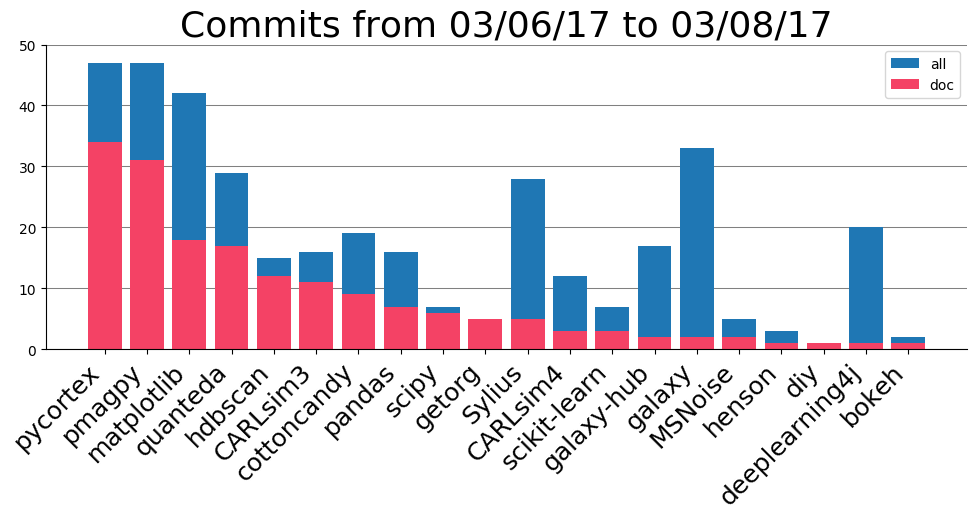 Commits from 03/06/17 to 03/08/17
50
40
30
20
10
0
all
doc
pycortex
pmagpy
matplotlib
quanteda
hdbscan
CARLsim3
cottoncandy
pandas
scipy
getorg
Sylius
CARLsim4
scikit-learn
galaxy-hub
galaxy
MSNoise
henson
diy
deeplearning4j
bokeh